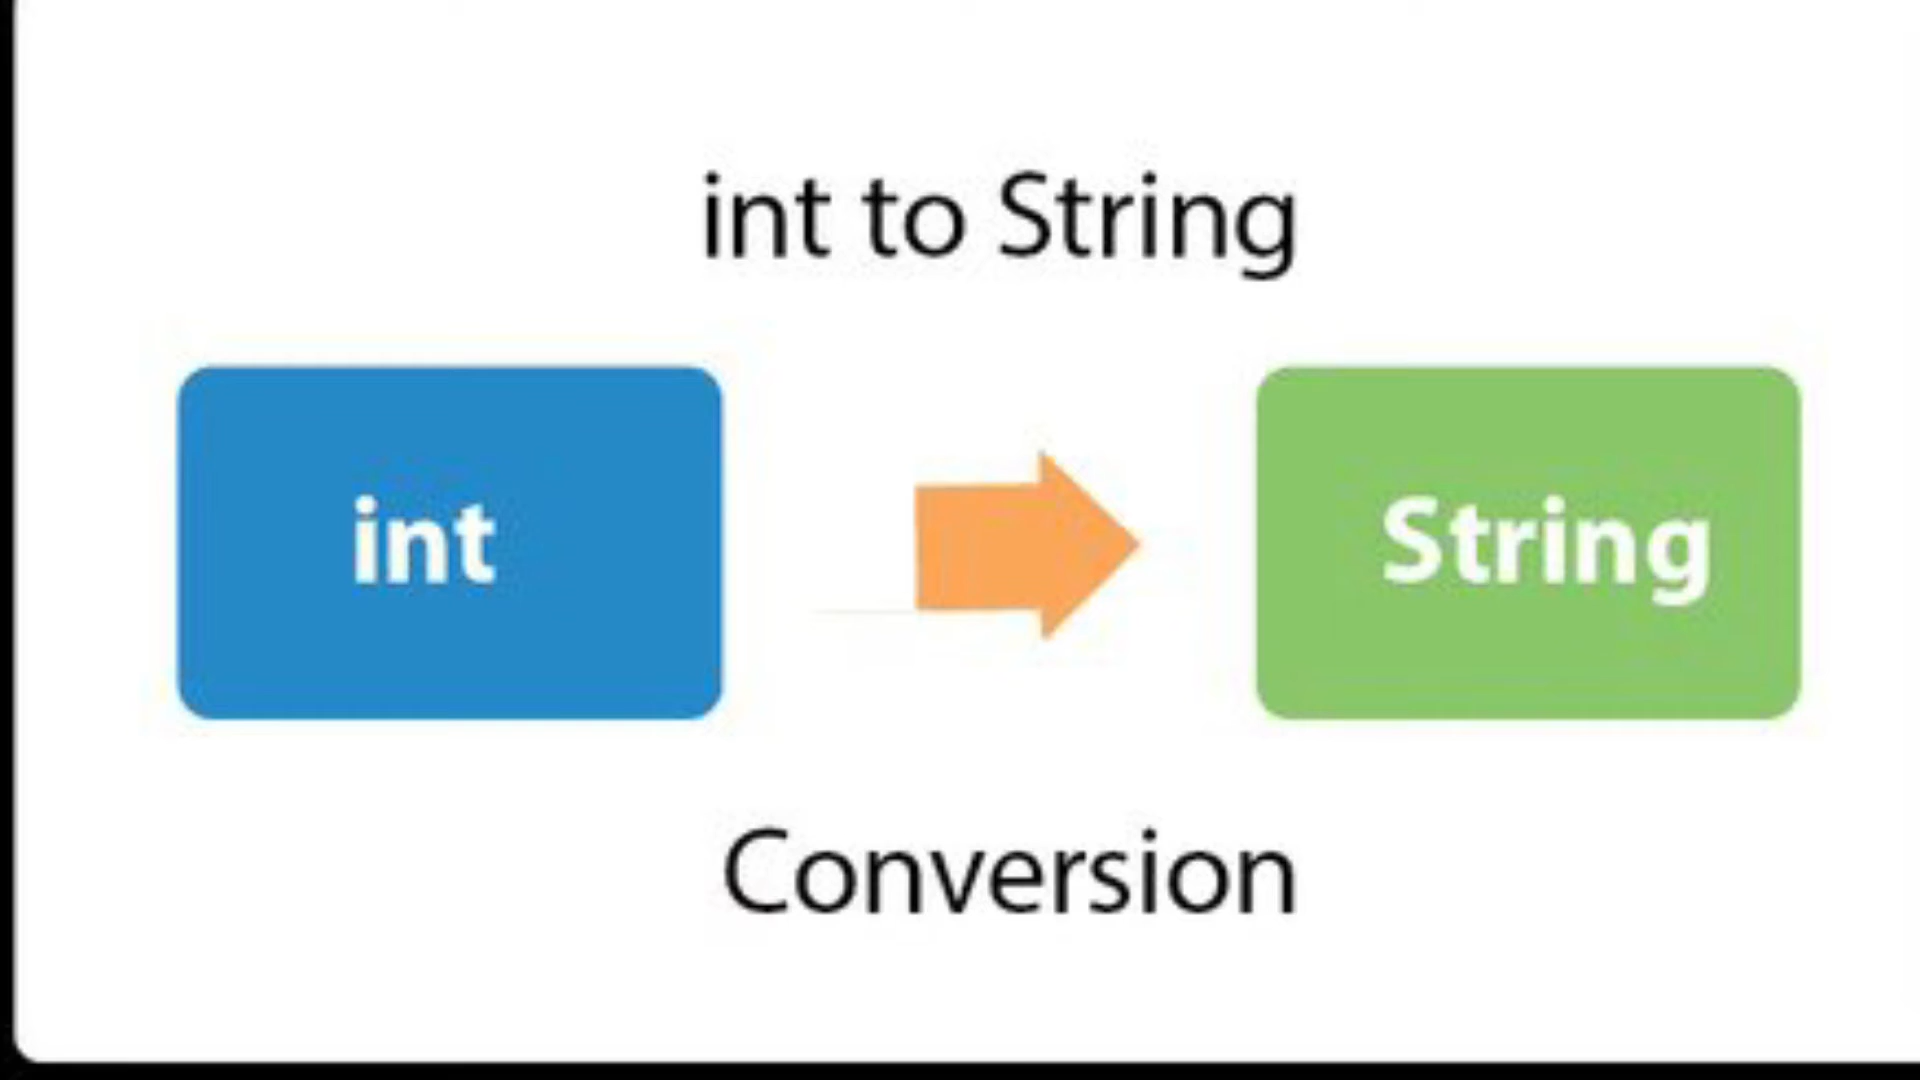 int to String
int
String
Conversion